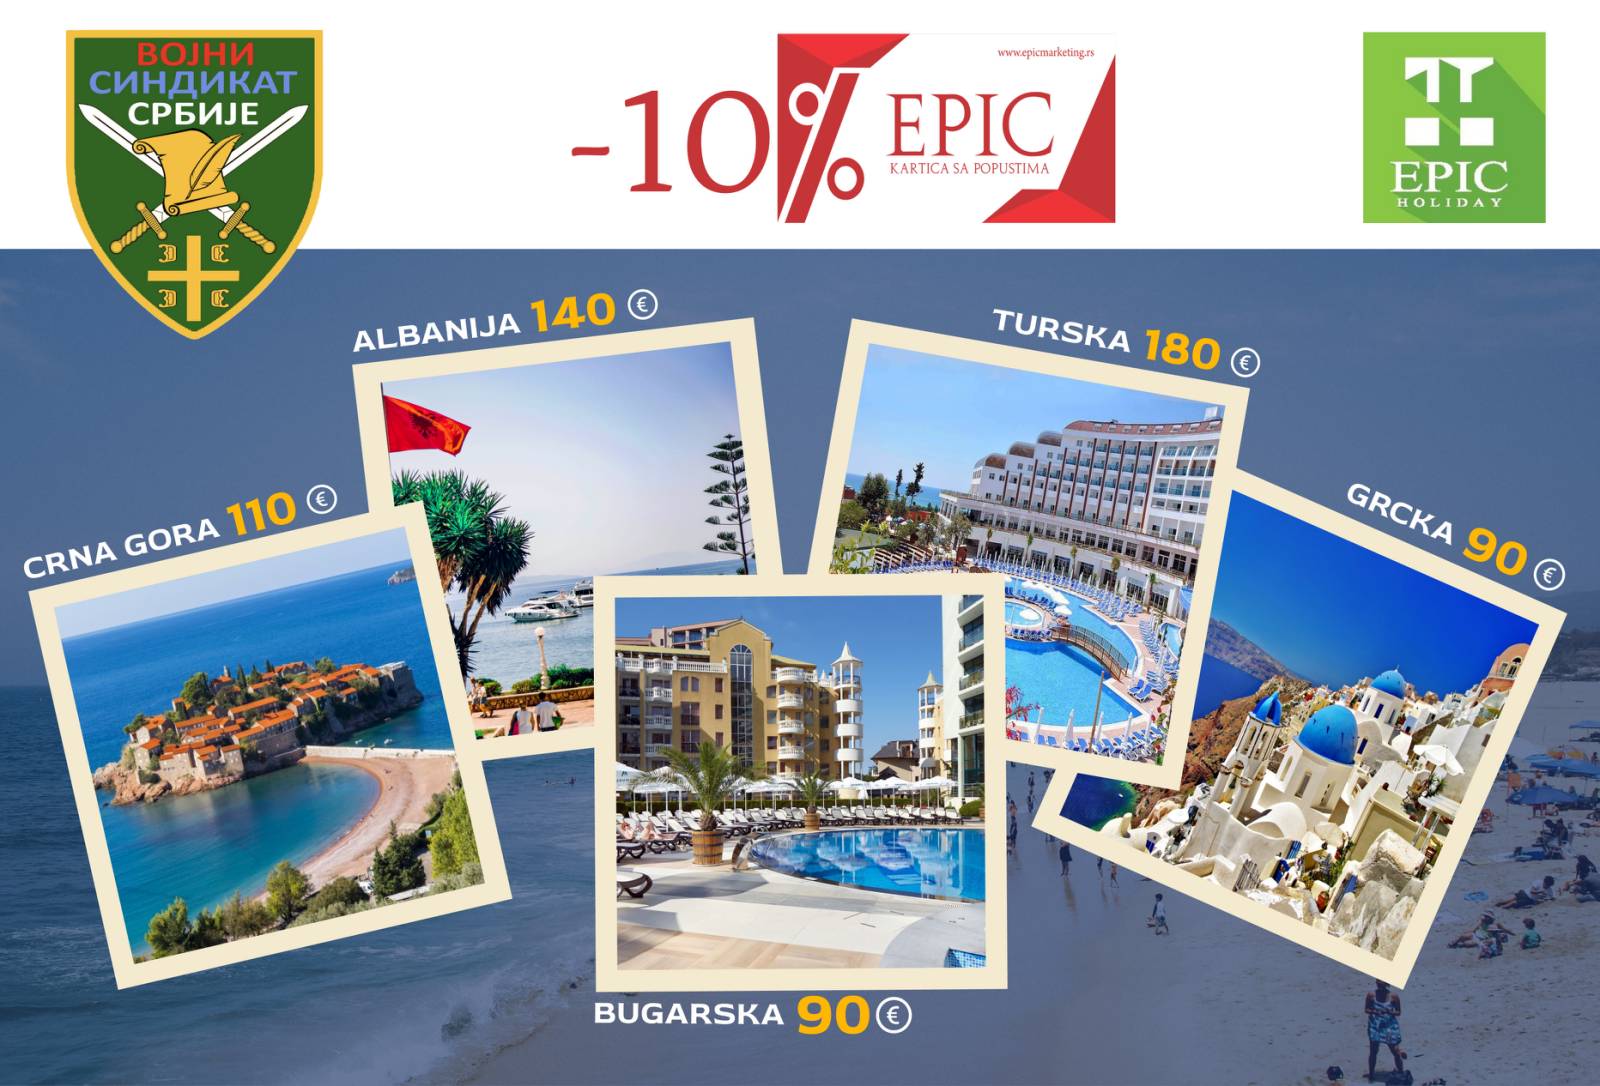 ВОЈНИ
СИНДИКАТ
СРБИЈЕ
-10%
www.epicmarketing.rs
EPIC
KARTICA SA POPUSTIMA
EPIC
HOLIDAY
ALBANIJA 140 €
TURSKA 180 €
CRNA GORA 110 €
GRCKA 90 €
BUGARSKA 90 €